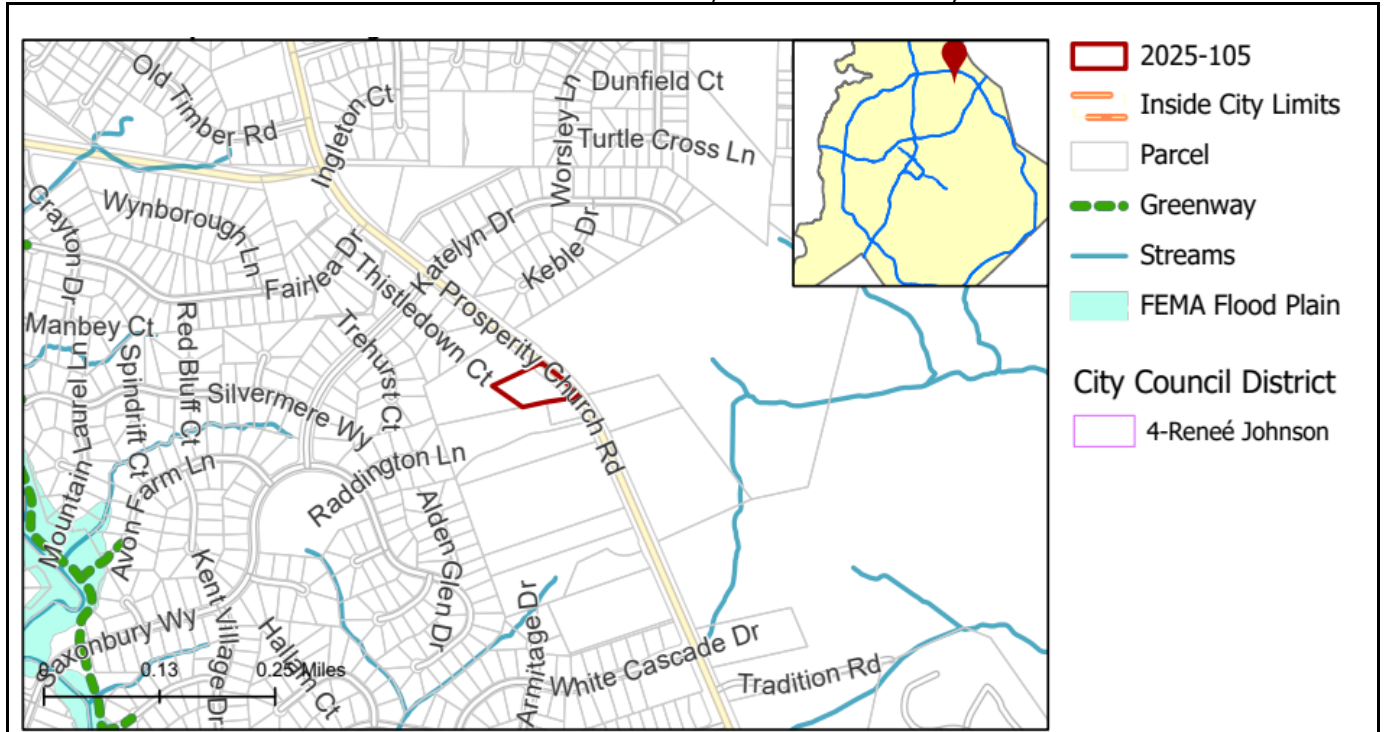 Old Timber Rd
Ingleton Ct
Worsley Ln
Dunfield Ct
Turtle Cross Ln
Grayton Dr
Wynborough Ln
Fairlea Dr
Katelyn Dr
Keble Dr
Thistledown Ct
Prosperity Church Rd
Manbey Ct
Red Bluff Ct
Trehurst Ct
Spindrift Ct
Mountain Laurel Ln
Silvermere Wy
Raddington Ln
Avon Farm Ln
Alden Glen Dr
Kent Village Dr
Saxonbury Wy
Hallam Ct
Armitage Dr
White Cascade Dr
Tradition Rd
0 0.13 0.25 Miles
2025-105
Inside City Limits
Parcel
Greenway
Streams
FEMA Flood Plain
City Council District
4-Reneé Johnson